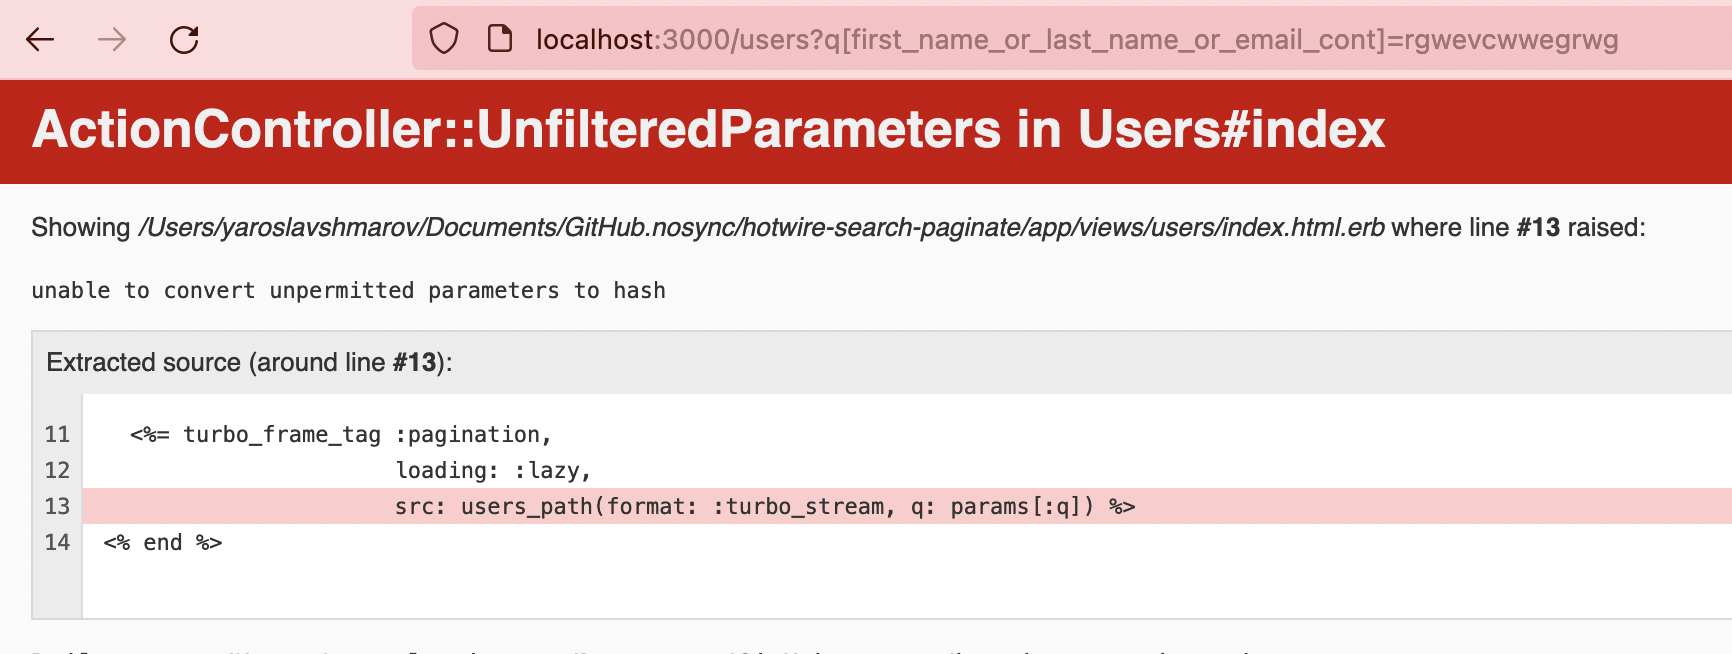 localhost:3000/users?q[first_name_or_last_name_or_email_cont]=rgwevcwwegrwg
ActionController::UnfilteredParameters in Users#index
Showing /Users/yaroslavshmarov/Documents/GitHub.nosync/hotwire-search-paginate/app/views/users/index.html.erb where line #13 raised:
unable to convert unpermitted parameters to hash
Extracted source (around line #13):
11 <%= turbo_frame_tag :pagination,
12 loading: :lazy,
13 src: users_path(format: :turbo_stream, q: params[:q]) %>
14 <% end %>